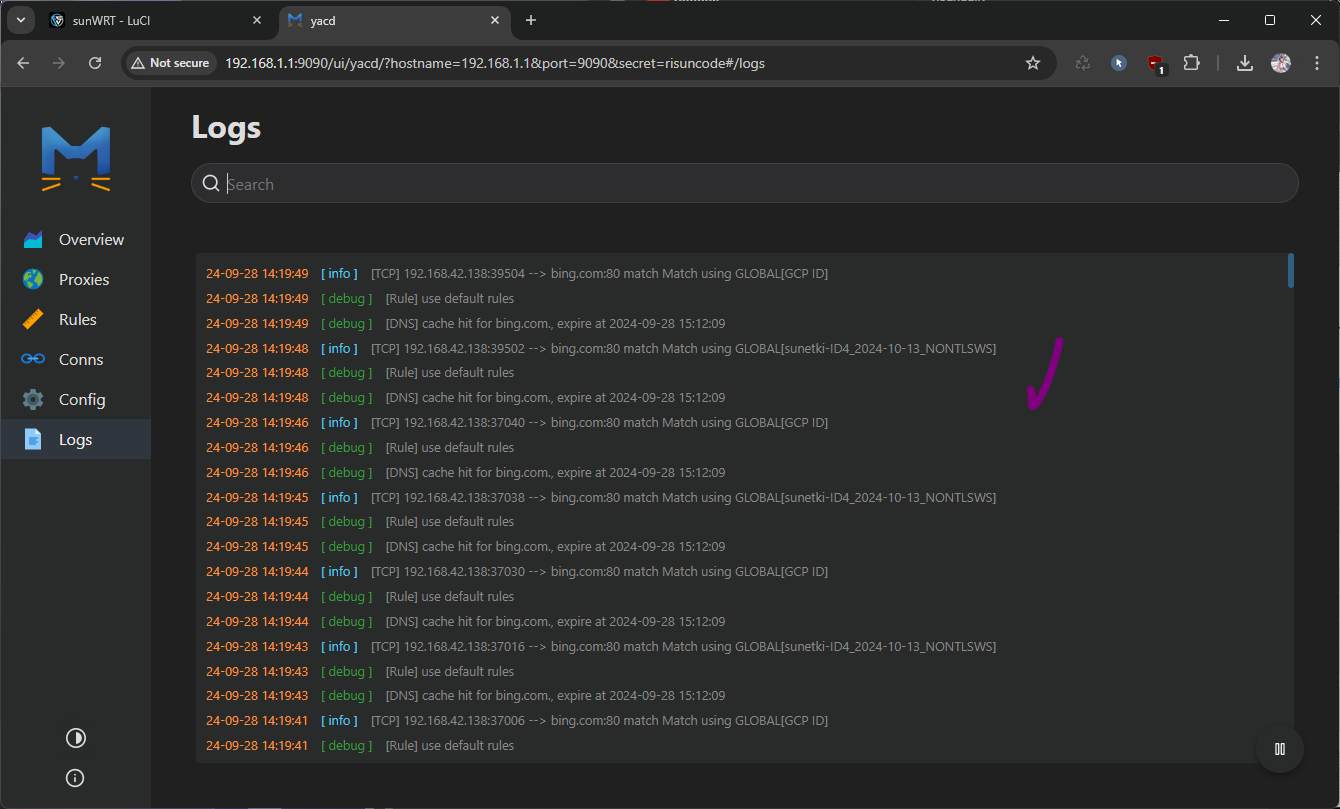 sunWRT - LuCI
yacd
Not secure
192.168.1.1:9090/ui/yacd/?hostname=192.168.1.1&port=9090&secret=risuncode#/logs
1
Logs
Search
Overview
Proxies
Rules
Conns
Config
Logs
24-09-28 14:19:49 [ info ] [TCP] 192.168.42.138:39504 --> bing.com:80 match Match using GLOBAL[GCP ID]
24-09-28 14:19:49 [ debug ] [Rule] use default rules
24-09-28 14:19:49 [ debug ] [DNS] cache hit for bing.com., expire at 2024-09-28 15:12:09
24-09-28 14:19:48 [ info ] [TCP] 192.168.42.138:39502 --> bing.com:80 match Match using GLOBAL[sunetki-ID4_2024-10-13_NONTLSWS]
24-09-28 14:19:48 [ debug ] [Rule] use default rules
24-09-28 14:19:48 [ debug ] [DNS] cache hit for bing.com., expire at 2024-09-28 15:12:09
24-09-28 14:19:46 [ info ] [TCP] 192.168.42.138:37040 --> bing.com:80 match Match using GLOBAL[GCP ID]
24-09-28 14:19:46 [ debug ] [Rule] use default rules
24-09-28 14:19:46 [ debug ] [DNS] cache hit for bing.com., expire at 2024-09-28 15:12:09
24-09-28 14:19:45 [ info ] [TCP] 192.168.42.138:37038 --> bing.com:80 match Match using GLOBAL[sunetki-ID4_2024-10-13_NONTLSWS]
24-09-28 14:19:45 [ debug ] [Rule] use default rules
24-09-28 14:19:45 [ debug ] [DNS] cache hit for bing.com., expire at 2024-09-28 15:12:09
24-09-28 14:19:44 [ info ] [TCP] 192.168.42.138:37030 --> bing.com:80 match Match using GLOBAL[GCP ID]
24-09-28 14:19:44 [ debug ] [Rule] use default rules
24-09-28 14:19:44 [ debug ] [DNS] cache hit for bing.com., expire at 2024-09-28 15:12:09
24-09-28 14:19:43 [ info ] [TCP] 192.168.42.138:37016 --> bing.com:80 match Match using GLOBAL[sunetki-ID4_2024-10-13_NONTLSWS]
24-09-28 14:19:43 [ debug ] [Rule] use default rules
24-09-28 14:19:43 [ debug ] [DNS] cache hit for bing.com., expire at 2024-09-28 15:12:09
24-09-28 14:19:41 [ info ] [TCP] 192.168.42.138:37006 --> bing.com:80 match Match using GLOBAL[GCP ID]
24-09-28 14:19:41 [ debug ] [Rule] use default rules